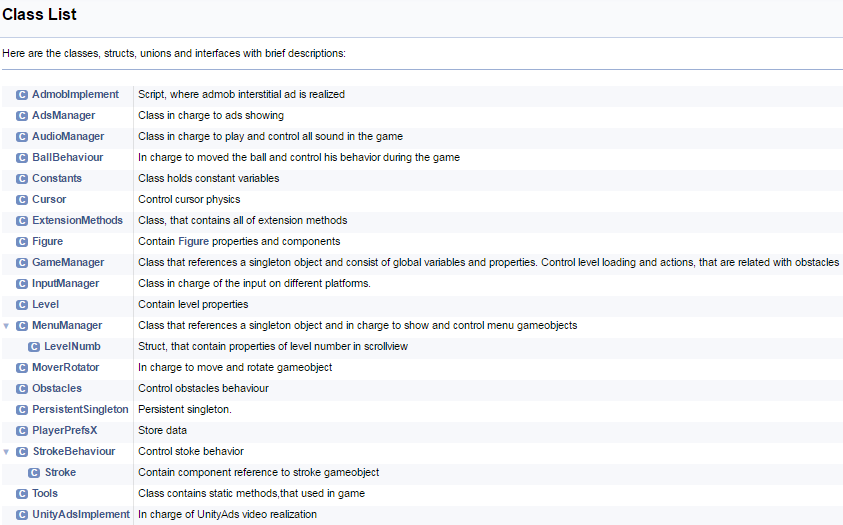 Class List
Here are the classes, structs, unions and interfaces with brief descriptions:
C AdmobImplement Script, where admob interstitial ad is realized
C AdsManager Class in charge to ads showing
C AudioManager Class in charge to play and control all sound in the game
C BallBehaviour In charge to moved the ball and control his behavior during the game
C Constants Class holds constant variables
C Cursor Control cursor physics
C ExtensionMethods Class, that contains all of extension methods
C Figure Contain Figure properties and components
C GameManager Class that references a singleton object and consist of global variables and properties. Control level loading and actions, that are related with obstacles
C InputManager Class in charge of the input on different platforms.
C Level Contain level properties
▼ C MenuManager Class that references a singleton object and in charge to show and control menu gameobjects
C LevelNumb Struct, that contain properties of level number in scrollview
C MoverRotator In charge to move and rotate gameobject
C Obstacles Control obstacles behaviour
C PersistentSingleton Persistent singleton.
C PlayerPrefsX Store data
▼ C StrokeBehaviour Control stoke behavior
C Stroke Contain component reference to stroke gameobject
C Tools Class contains static methods,that used in game
C UnityAdsImplement In charge of UnityAds video realization